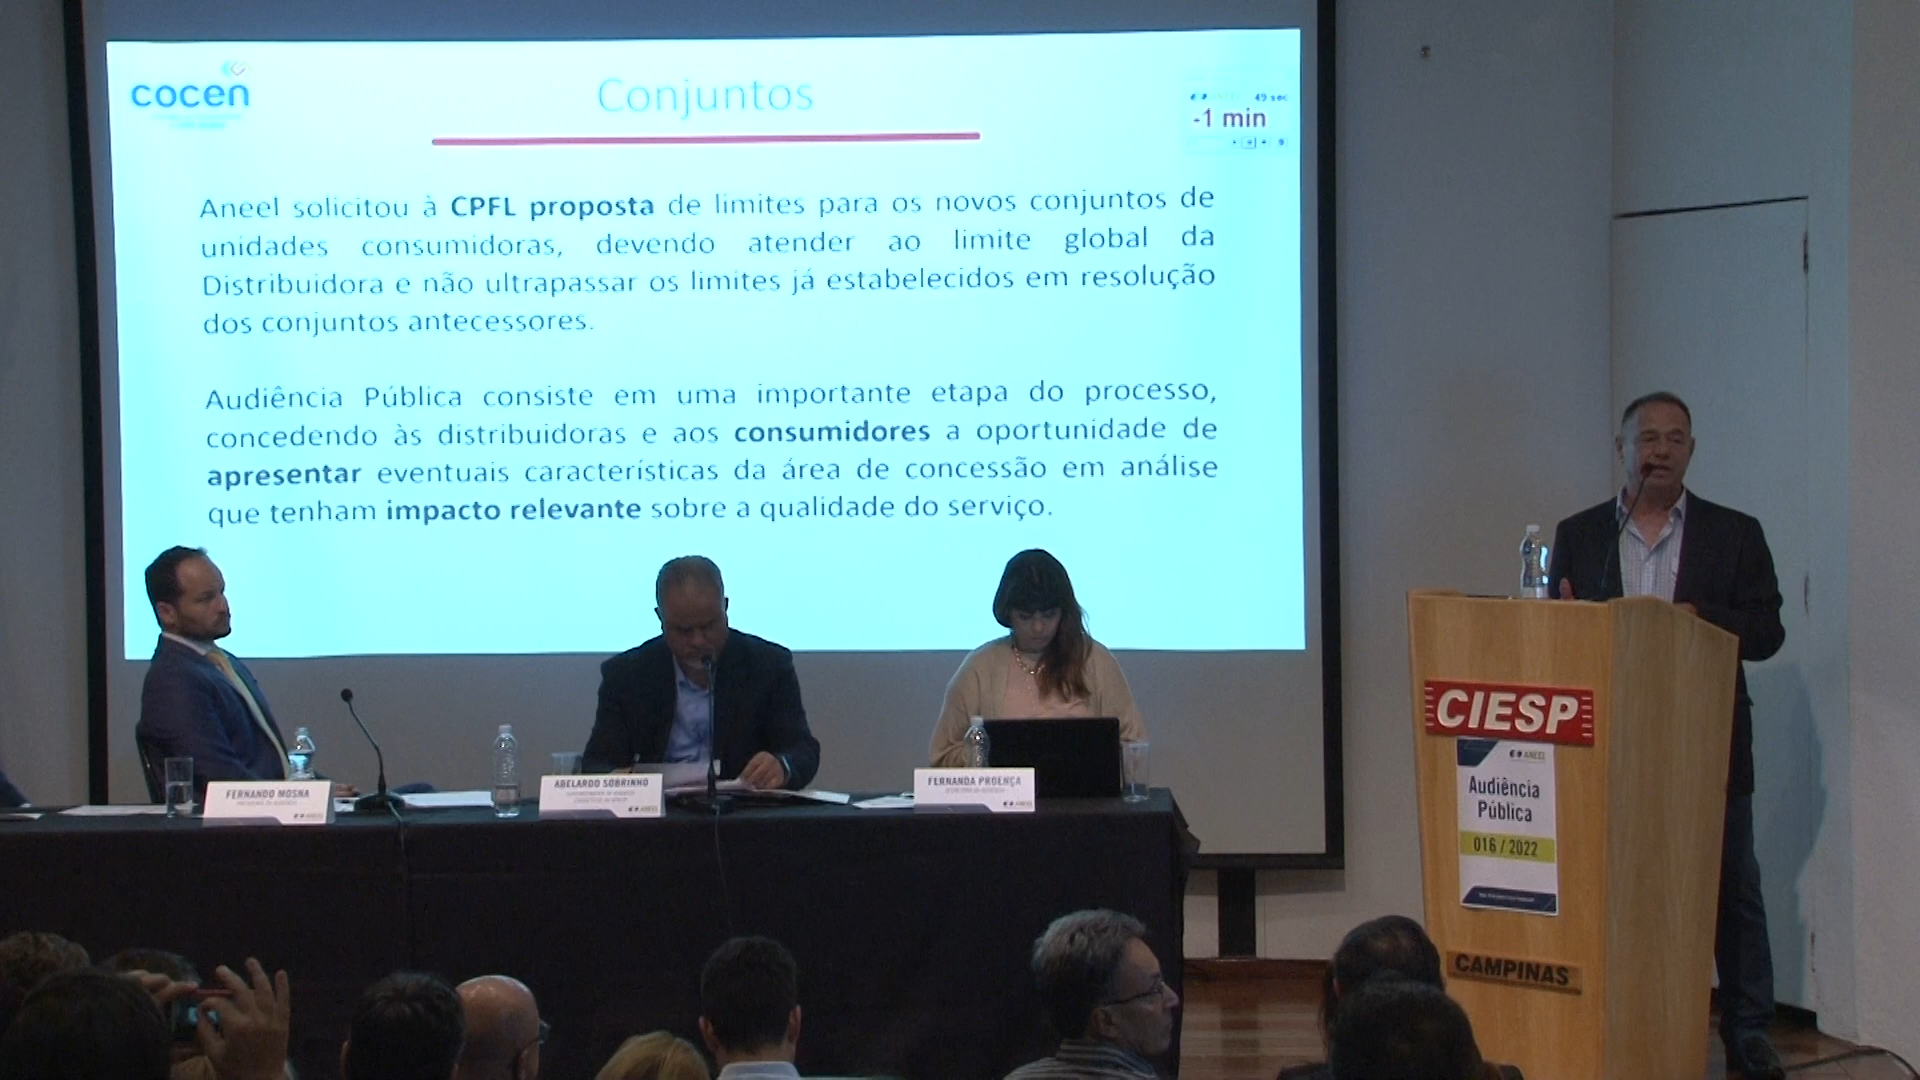 cocen
Conjuntos
49 sec
-1 min
Aneel solicitou à CPFL proposta de limites para os novos conjuntos de
unidades consumidoras, devendo atender ao limite global da
Distribuidora e não ultrapassar os limites já estabelecidos em resolução
dos conjuntos antecessores.
Audiência Pública consiste em uma importante etapa do processo,
concedendo às distribuidoras e aos consumidores a oportunidade de
apresentar eventuais características da área de concessão em análise
que tenham impacto relevante sobre a qualidade do serviço.
FERNANDO MOSNA
ABELARDO SOBRINHO
FERNANDA PROENÇA
CIESP
ANEEL
Audiência
Pública
016 / 2022
CAMPINAS